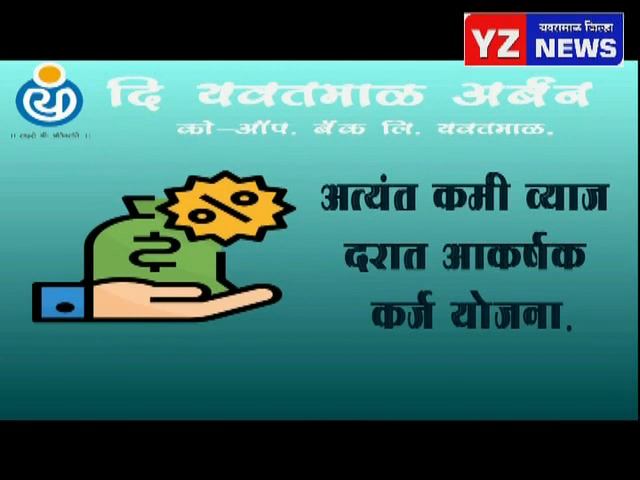 यवतमाळ जिल्हा
YZ NEWS
दि यवतमाळ अर्बन
को-ऑप. बँक लि. यवतमाळ.
अत्यंत कमी व्याज
दरात आकर्षक
कर्ज योजना.